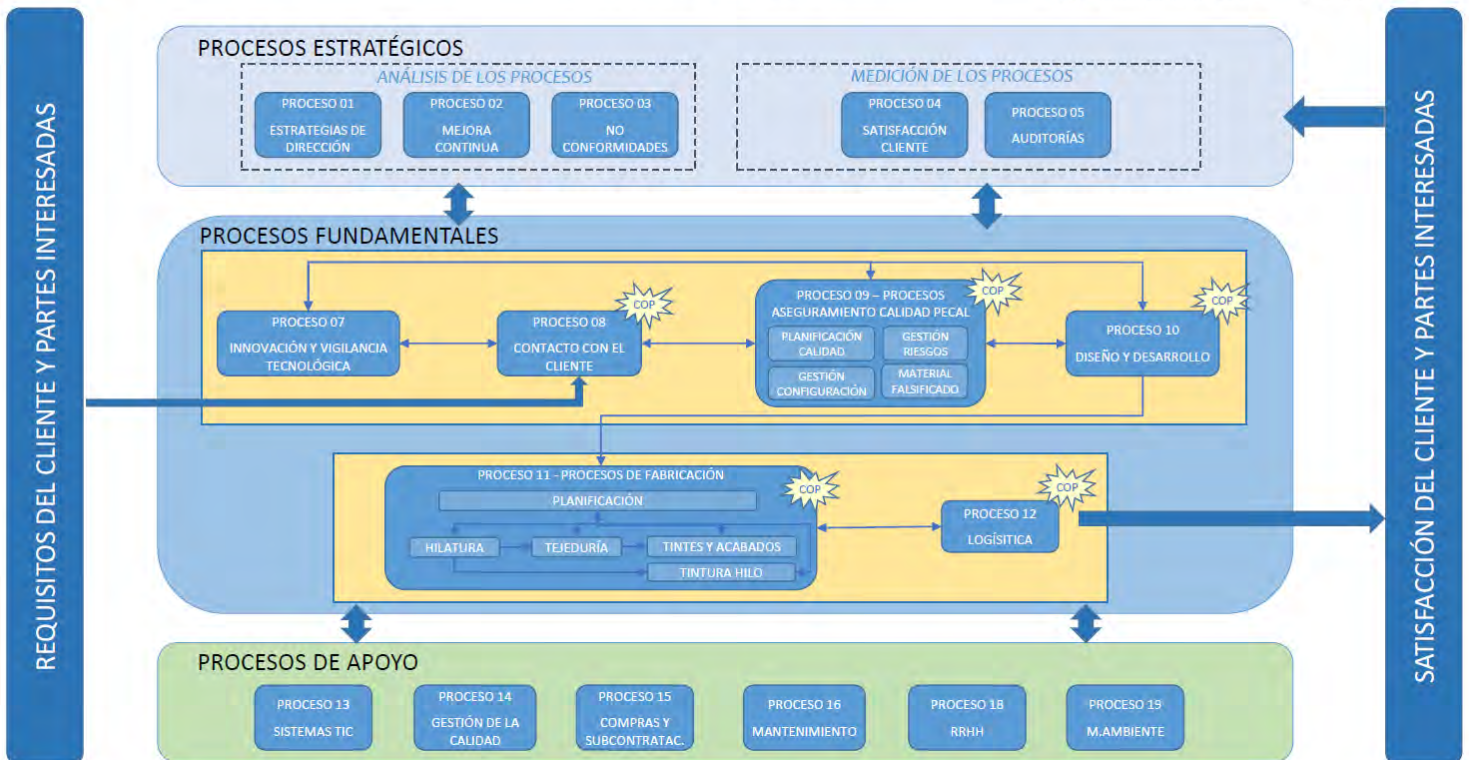 REQUISITOS DEL CLIENTE Y PARTES INTERESADAS
PROCESOS ESTRATÉGICOS
ANÁLISIS DE LOS PROCESOS
PROCESO 01
ESTRATEGIAS DE
DIRECCIÓN
PROCESO 02
MEJORA
CONTINUA
PROCESO 03
NO
CONFORMIDADES
MEDICIÓN DE LOS PROCESOS
PROCESO 04
SATISFACCIÓN
CLIENTE
PROCESO 05
AUDITORÍAS
PROCESOS FUNDAMENTALES
PROCESO 07
INNOVACIÓN Y VIGILANCIA
TECNOLÓGICA
COP
PROCESO 08
CONTACTO CON EL
CLIENTE
COP
PROCESO 09 – PROCESOS
ASEGURAMIENTO CALIDAD PECAL
PLANIFICACIÓN
CALIDAD
GESTIÓN
RIESGOS
GESTIÓN
CONFIGURACIÓN
MATERIAL
FALSIFICADO
COP
PROCESO 10
DISEÑO Y DESARROLLO
PROCESO 11 - PROCESOS DE FABRICACIÓN
COP
PLANIFICACIÓN
HILATURA
TEJEDURÍA
TINTES Y ACABADOS
TINTURA HILO
COP
PROCESO 12
LOGÍSITICA
PROCESOS DE APOYO
PROCESO 13
SISTEMAS TIC
PROCESO 14
GESTIÓN DE LA
CALIDAD
PROCESO 15
COMPRAS Y
SUBCONTRATAC.
PROCESO 16
MANTENIMIENTO
PROCESO 18
RRHH
PROCESO 19
M.AMBIENTE
SATISFACCIÓN DEL CLIENTE Y PARTES INTERESADAS